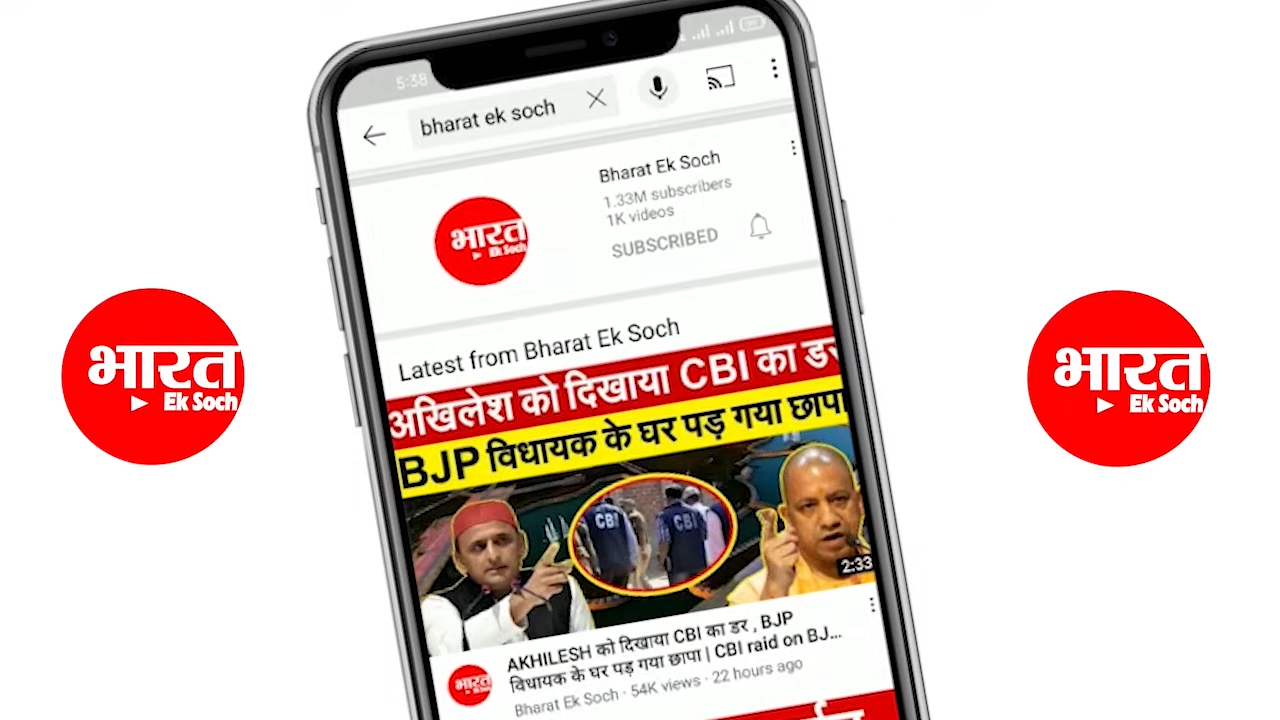 5:38
bharat ek soch
Bharat Ek Soch
1.33M subscribers
1K videos
SUBSCRIBED
भारत
Ek Soch
Latest from Bharat Ek Soch
अखिलेश को दिखाया CBI का डर
BJP विधायक के घर पड़ गया छापा
CBI
CBI
2:33
AKHILESH को दिखाया CBI का डर , BJP
विधायक के घर पड़ गया छापा | CBI raid on BJ...
भारत
Ek Soch
Bharat Ek Soch · 54K views · 22 hours ago
भारत
Ek Soch
भारत
Ek Soch